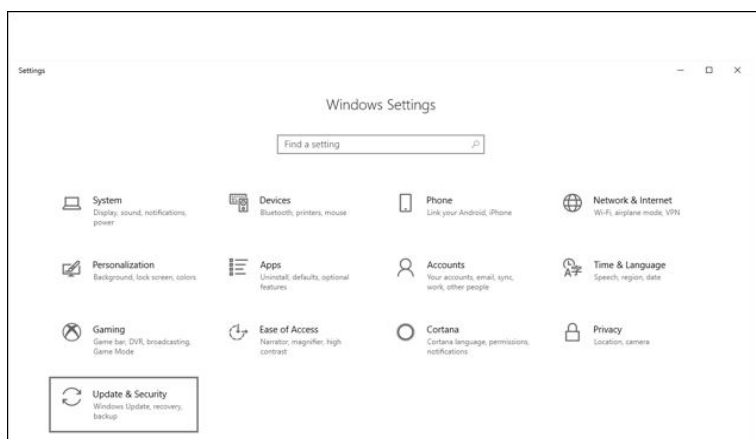 Settings
Windows Settings
Find a setting
System
Display, sound, notifications,
power
Devices
Bluetooth, printers, mouse
Phone
Link your Android, iPhone
Network & Internet
Wi-Fi, airplane mode, VPN
Personalization
Background, lock screen, colors
Apps
Uninstall, defaults, optional
features
Accounts
Your accounts, email, sync,
work, other people
Time & Language
Speech, region, date
Gaming
Game bar, DVR, broadcasting,
Game Mode
Ease of Access
Narrator, magnifier, high
contrast
Cortana
Cortana language, permissions,
notifications
Privacy
Location, camera
Update & Security
Windows Update, recovery,
backup